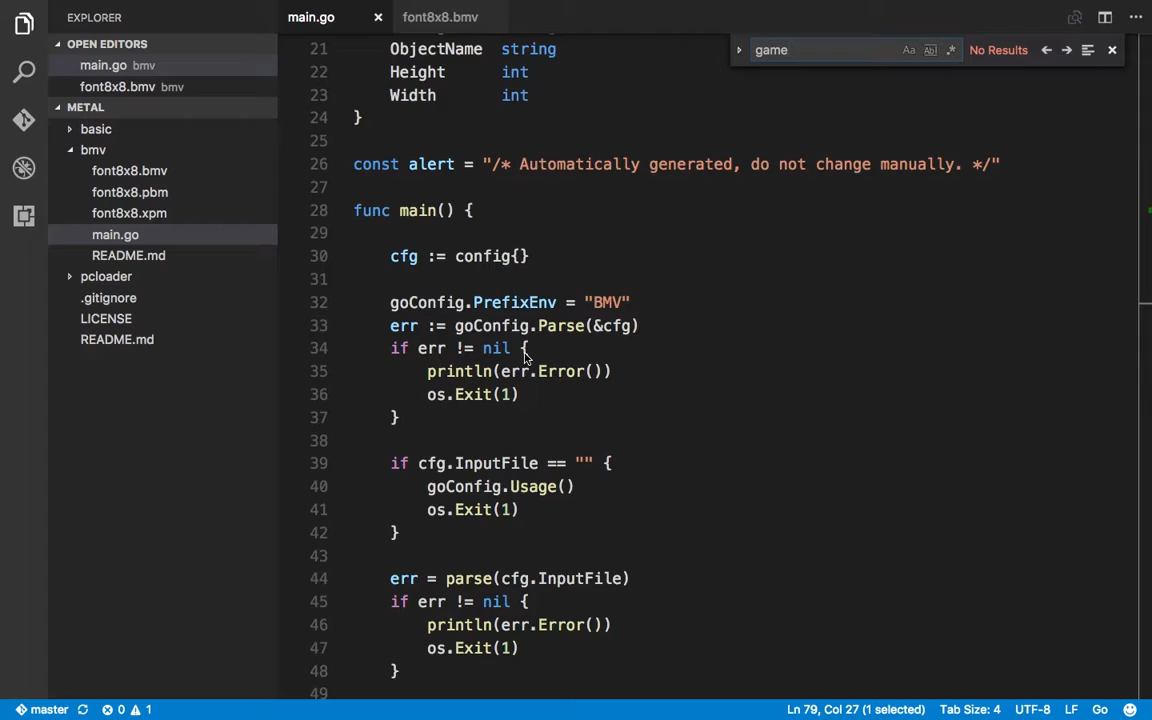 EXPLORER
OPEN EDITORS
main.go bmv
font8x8.bmv bmv
METAL
basic
bmv
font8x8.bmv
font8x8.pbm
font8x8.xpm
main.go
README.md
pcloader
.gitignore
LICENSE
README.md
main.go
font8x8.bmv
game
Aa Ab| .* No Results
21 ObjectName string
22 Height int
23 Width int
24 }
25
26 const alert = "/* Automatically generated, do not change manually. */"
27
28 func main() {
29
30 cfg := config{}
31
32 goConfig.PrefixEnv = "BMV"
33 err := goConfig.Parse(&cfg)
34 if err != nil {
35 println(err.Error())
36 os.Exit(1)
37 }
38
39 if cfg.InputFile == "" {
40 goConfig.Usage()
41 os.Exit(1)
42 }
43
44 err = parse(cfg.InputFile)
45 if err != nil {
46 println(err.Error())
47 os.Exit(1)
48 }
49
master 0 1 Ln 79, Col 27 (1 selected) Tab Size: 4 UTF-8 LF Go